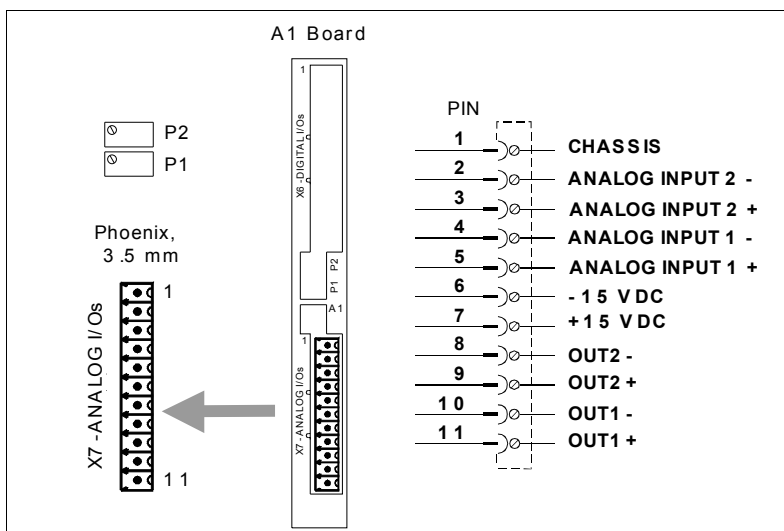 A1 Board
P2
P1
Phoenix,
3.5 mm
X7-ANALOG I/Os
1
11
1
X6-DIGITAL I/Os
P1 P2
A1
1
X7-ANALOG I/Os
PIN
1 CHASSIS
2 ANALOG INPUT 2 -
3 ANALOG INPUT 2 +
4 ANALOG INPUT 1 -
5 ANALOG INPUT 1 +
6 -15 VDC
7 +15 VDC
8 OUT2 -
9 OUT2 +
10 OUT1 -
11 OUT1 +